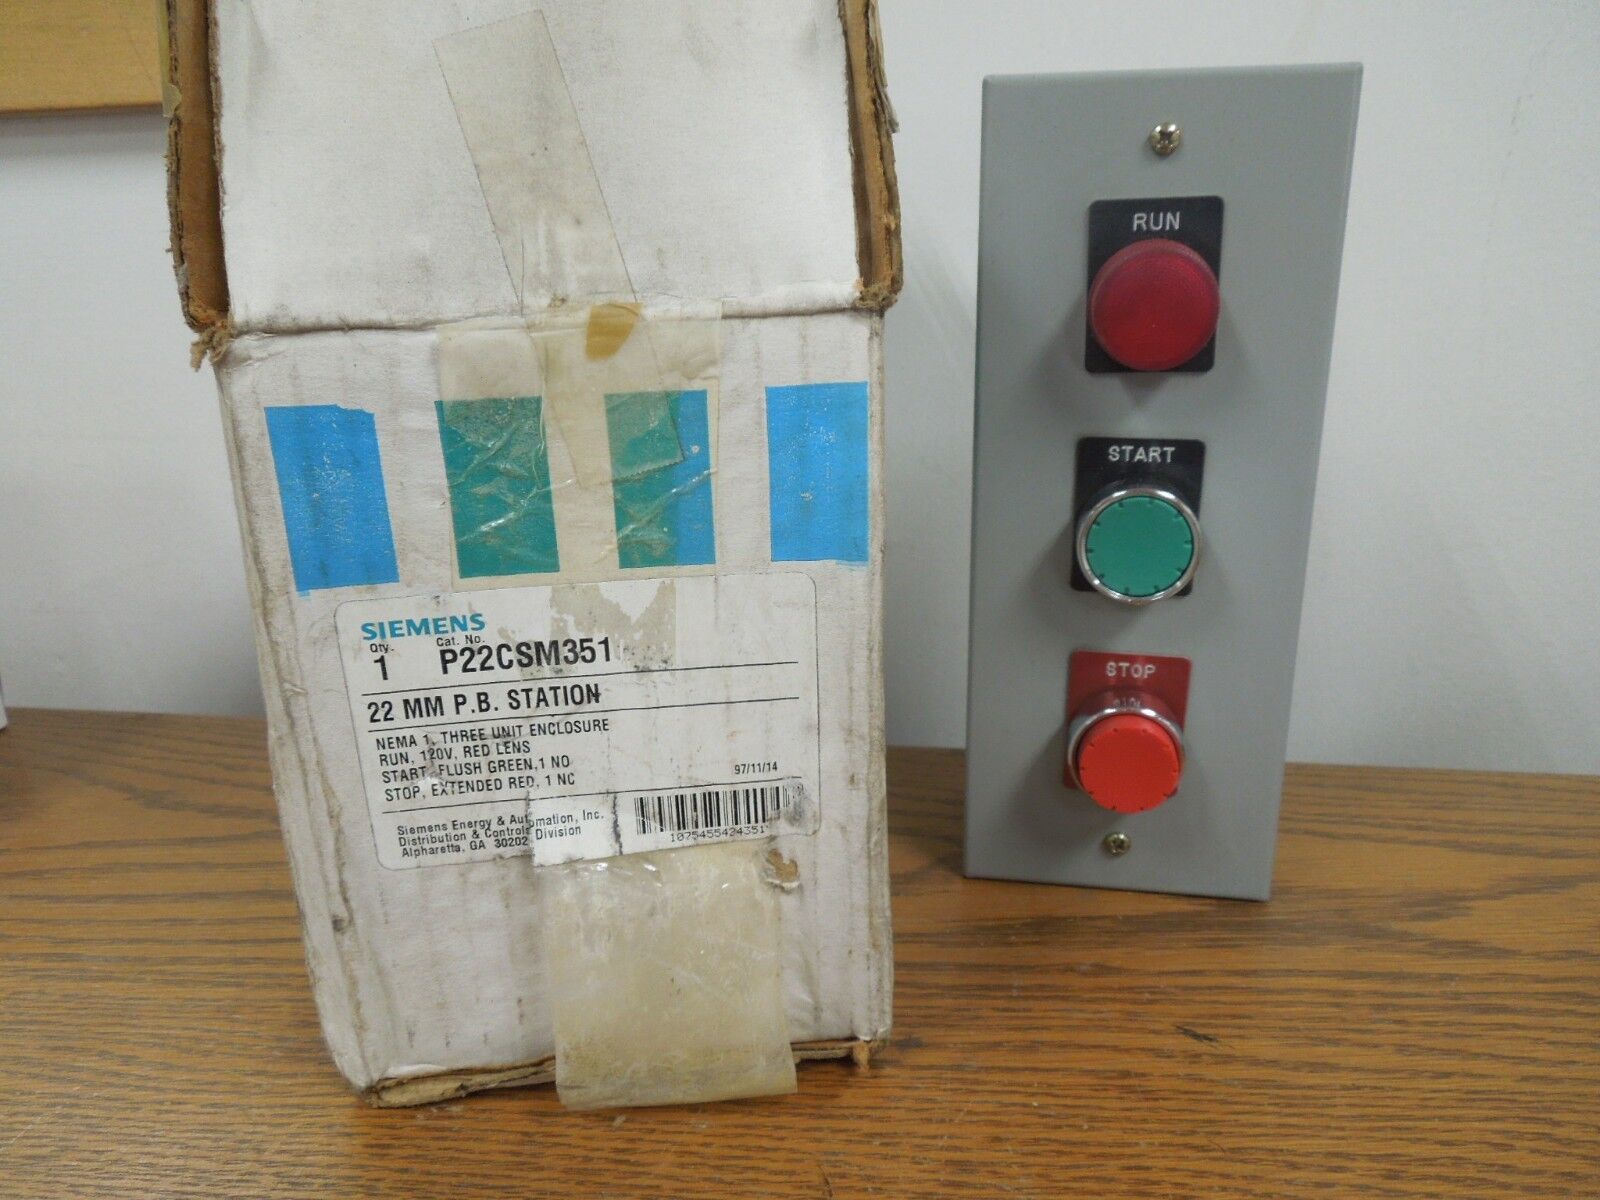 SIEMENS
Qty. Cat. No.
1 P22CSM351
22 MM P.B. STATION
NEMA 1, THREE UNIT ENCLOSURE
RUN, 120V, RED LENS
START, FLUSH GREEN, 1 NO
STOP, EXTENDED RED, 1 NC
97/11/14
Siemens Energy & Automation, Inc.
Distribution & Controls Division
Alpharetta, GA 30202
1075455424351
RUN
START
STOP